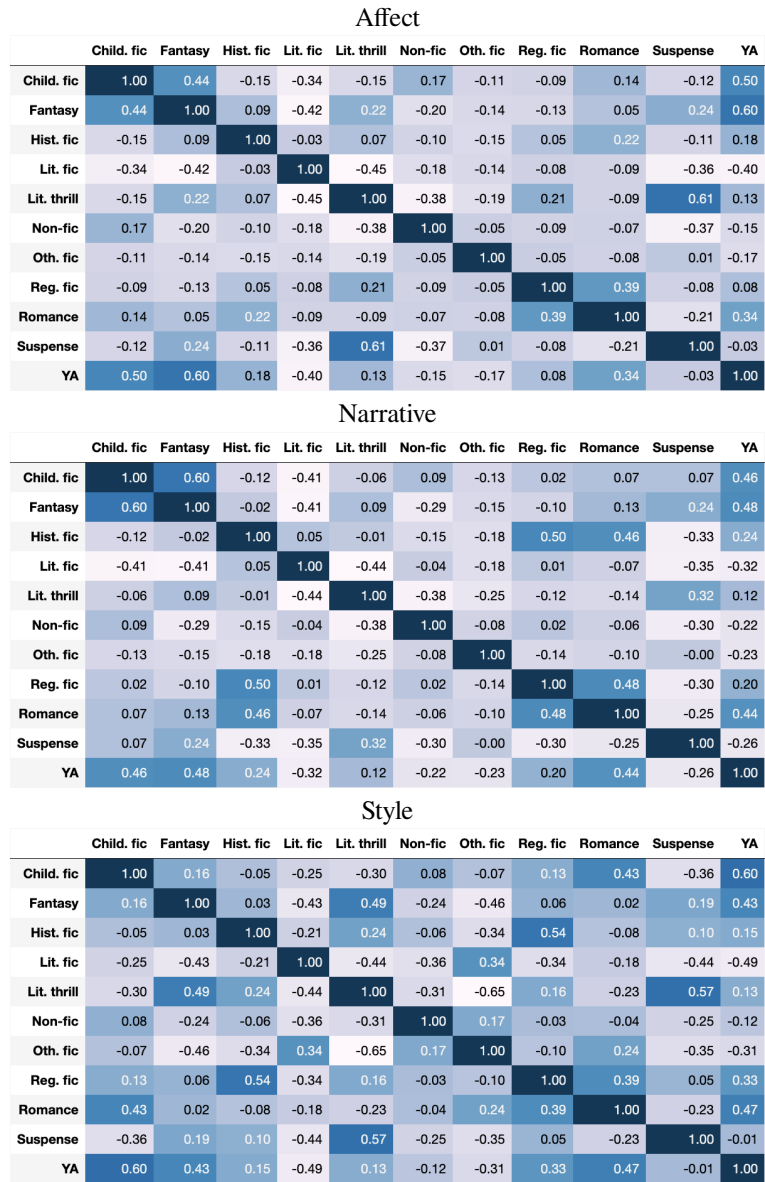 Affect
Child. fic Fantasy Hist. fic Lit. fic Lit. thrill Non-fic Oth. fic Reg. fic Romance Suspense YA
Child. fic 1.00 0.44 -0.15 -0.34 -0.15 0.17 -0.11 -0.09 0.14 -0.12 0.50
Fantasy 0.44 1.00 0.09 -0.42 0.22 -0.20 -0.14 -0.13 0.05 0.24 0.60
Hist. fic -0.15 0.09 1.00 -0.03 0.07 -0.10 -0.15 0.05 0.22 -0.11 0.18
Lit. fic -0.34 -0.42 -0.03 1.00 -0.45 -0.18 -0.14 -0.08 -0.09 -0.36 -0.40
Lit. thrill -0.15 0.22 0.07 -0.45 1.00 -0.38 -0.19 0.21 -0.09 0.61 0.13
Non-fic 0.17 -0.20 -0.10 -0.18 -0.38 1.00 -0.05 -0.09 -0.07 -0.37 -0.15
Oth. fic -0.11 -0.14 -0.15 -0.14 -0.19 -0.05 1.00 -0.05 -0.08 0.01 -0.17
Reg. fic -0.09 -0.13 0.05 -0.08 0.21 -0.09 -0.05 1.00 0.39 -0.08 0.08
Romance 0.14 0.05 0.22 -0.09 -0.09 -0.07 -0.08 0.39 1.00 -0.21 0.34
Suspense -0.12 0.24 -0.11 -0.36 0.61 -0.37 0.01 -0.08 -0.21 1.00 -0.03
YA 0.50 0.60 0.18 -0.40 0.13 -0.15 -0.17 0.08 0.34 -0.03 1.00
Narrative
Child. fic Fantasy Hist. fic Lit. fic Lit. thrill Non-fic Oth. fic Reg. fic Romance Suspense YA
Child. fic 1.00 0.60 -0.12 -0.41 -0.06 0.09 -0.13 0.02 0.07 0.07 0.46
Fantasy 0.60 1.00 -0.02 -0.41 0.09 -0.29 -0.15 -0.10 0.13 0.24 0.48
Hist. fic -0.12 -0.02 1.00 0.05 -0.01 -0.15 -0.18 0.50 0.46 -0.33 0.24
Lit. fic -0.41 -0.41 0.05 1.00 -0.44 -0.04 -0.18 0.01 -0.07 -0.35 -0.32
Lit. thrill -0.06 0.09 -0.01 -0.44 1.00 -0.38 -0.25 -0.12 -0.14 0.32 0.12
Non-fic 0.09 -0.29 -0.15 -0.04 -0.38 1.00 -0.08 0.02 -0.06 -0.30 -0.22
Oth. fic -0.13 -0.15 -0.18 -0.18 -0.25 -0.08 1.00 -0.14 -0.10 -0.00 -0.23
Reg. fic 0.02 -0.10 0.50 0.01 -0.12 0.02 -0.14 1.00 0.48 -0.30 0.20
Romance 0.07 0.13 0.46 -0.07 -0.14 -0.06 -0.10 0.48 1.00 -0.25 0.44
Suspense 0.07 0.24 -0.33 -0.35 0.32 -0.30 -0.00 -0.30 -0.25 1.00 -0.26
YA 0.46 0.48 0.24 -0.32 0.12 -0.22 -0.23 0.20 0.44 -0.26 1.00
Style
Child. fic Fantasy Hist. fic Lit. fic Lit. thrill Non-fic Oth. fic Reg. fic Romance Suspense YA
Child. fic 1.00 0.16 -0.05 -0.25 -0.30 0.08 -0.07 0.13 0.43 -0.36 0.60
Fantasy 0.16 1.00 0.03 -0.43 0.49 -0.24 -0.46 0.06 0.02 0.19 0.43
Hist. fic -0.05 0.03 1.00 -0.21 0.24 -0.06 -0.34 0.54 -0.08 0.10 0.15
Lit. fic -0.25 -0.43 -0.21 1.00 -0.44 -0.36 0.34 -0.34 -0.18 -0.44 -0.49
Lit. thrill -0.30 0.49 0.24 -0.44 1.00 -0.31 -0.65 0.16 -0.23 0.57 0.13
Non-fic 0.08 -0.24 -0.06 -0.36 -0.31 1.00 0.17 -0.03 -0.04 -0.25 -0.12
Oth. fic -0.07 -0.46 -0.34 0.34 -0.65 0.17 1.00 -0.10 0.24 -0.35 -0.31
Reg. fic 0.13 0.06 0.54 -0.34 0.16 -0.03 -0.10 1.00 0.39 0.05 0.33
Romance 0.43 0.02 -0.08 -0.18 -0.23 -0.04 0.24 0.39 1.00 -0.23 0.47
Suspense -0.36 0.19 0.10 -0.44 0.57 -0.25 -0.35 0.05 -0.23 1.00 -0.01
YA 0.60 0.43 0.15 -0.49 0.13 -0.12 -0.31 0.33 0.47 -0.01 1.00